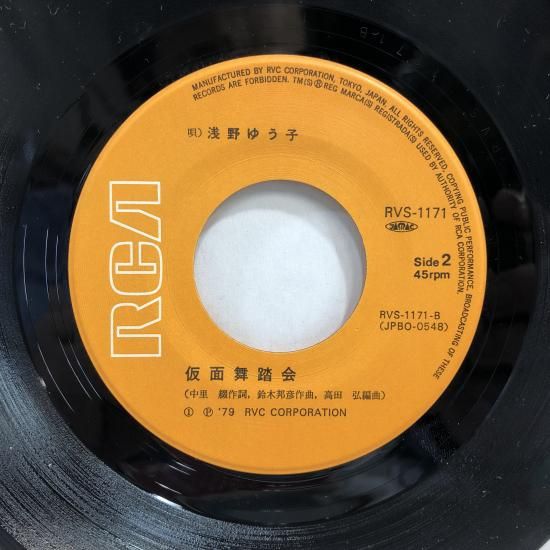 MANUFACTURED BY RVC CORPORATION, TOKYO, JAPAN. ALL RIGHTS RESERVED. COPYING PUBLIC PERFORMANCE, BROADCASTING OF THESE
RECORDS ARE FORBIDDEN. TM(S) Ⓡ REG MARCA(S) REGISTRADA(S) USED BY AUTHORITY OF RCA CORPORATION
唄）浅野ゆう子
RCA
RVS-1171
JASRAC
Side 2
45rpm
RVS-1171-B
(JPBO-0548)
仮面舞踏会
(中里 綴作詞, 鈴木邦彦作曲, 高田 弘編曲)
① Ⓟ '79 RVC CORPORATION